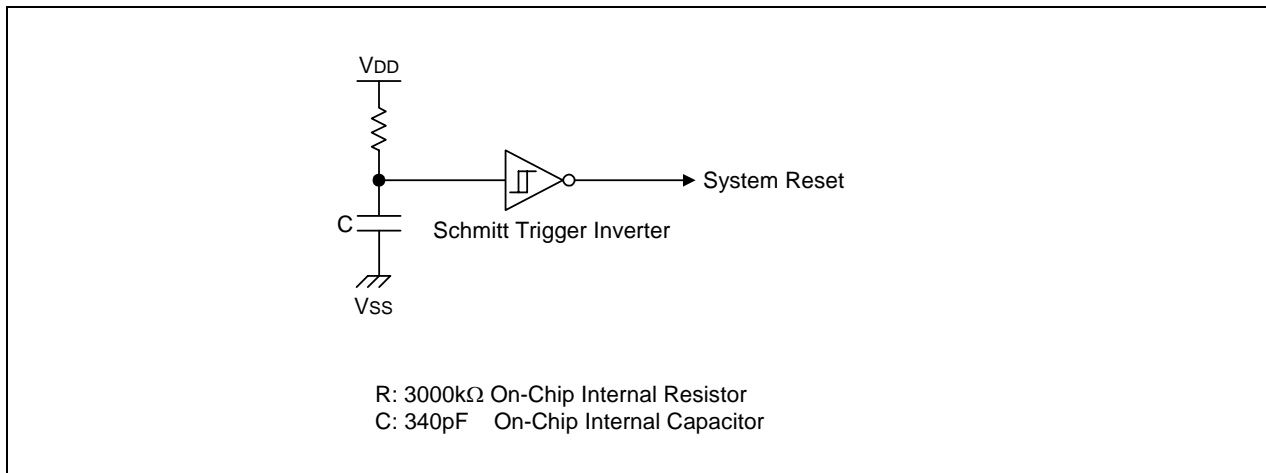 VDD
System Reset
C
Schmitt Trigger Inverter
VSS
R: 3000kΩ On-Chip Internal Resistor
C: 340pF On-Chip Internal Capacitor